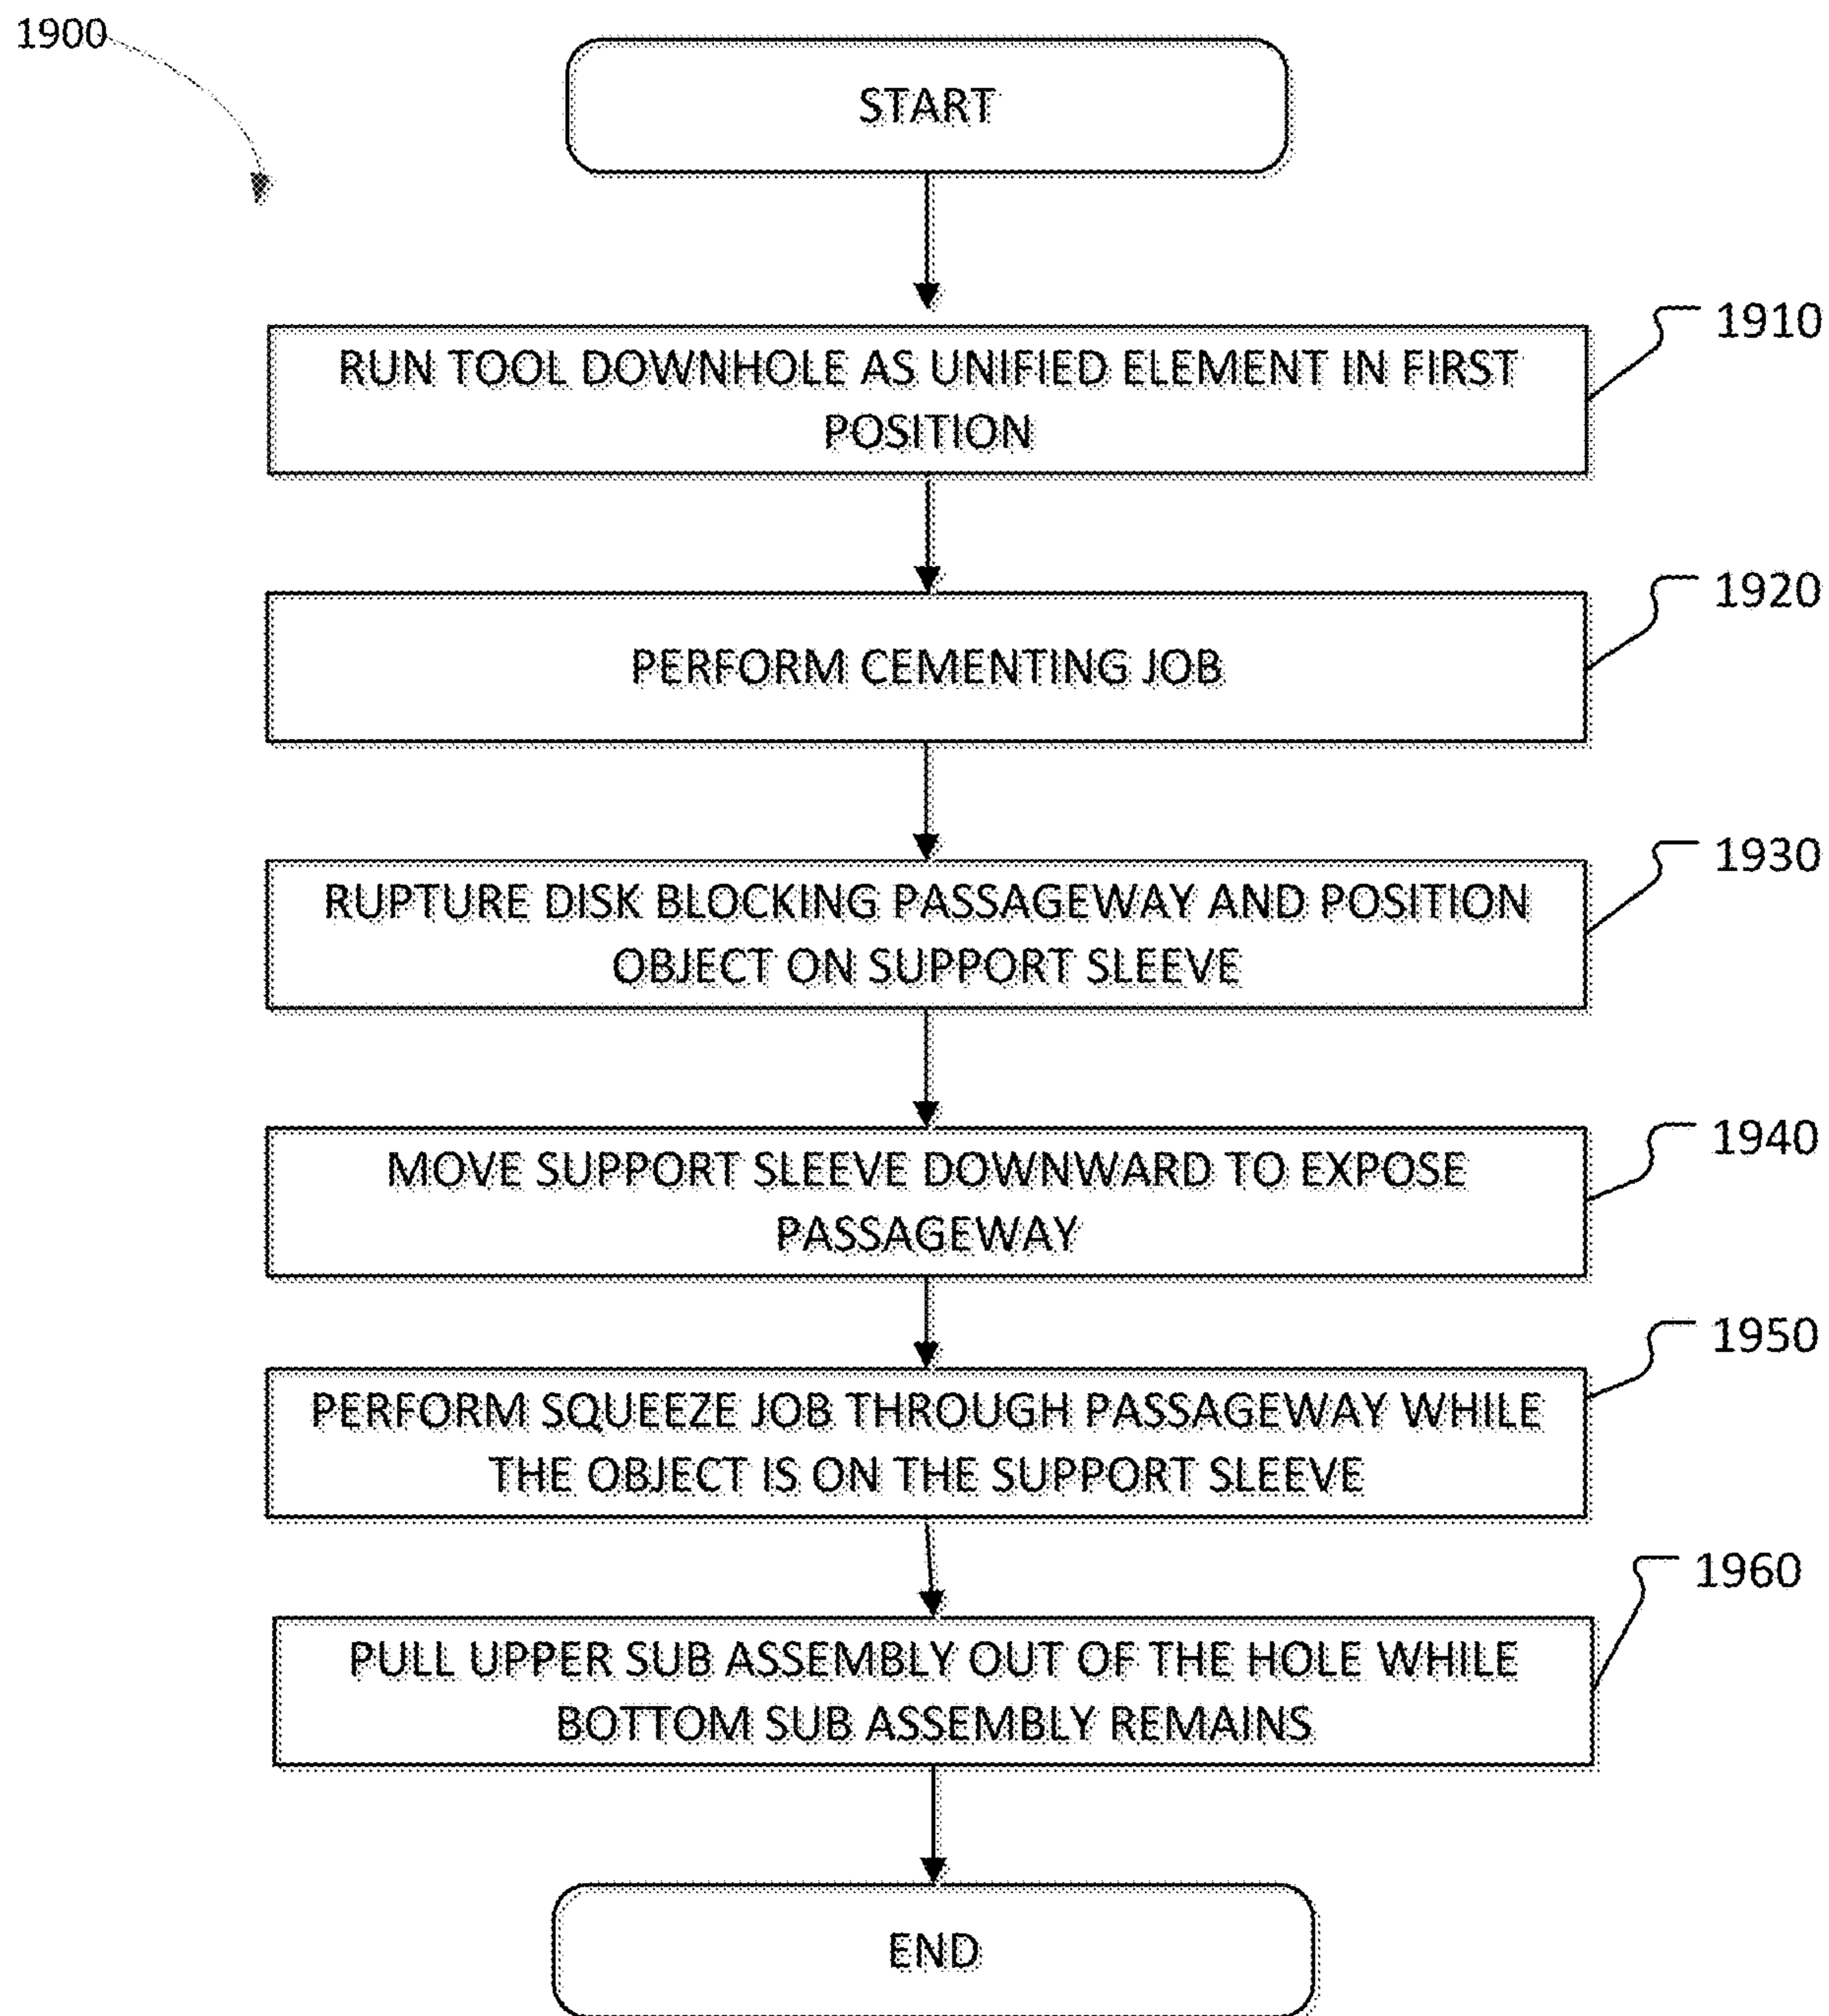 1900
START
1910
RUN TOOL DOWNHOLE AS UNIFIED ELEMENT IN FIRST
POSITION
1920
PERFORM CEMENTING JOB
1930
RUPTURE DISK BLOCKING PASSAGEWAY AND POSITION
OBJECT ON SUPPORT SLEEVE
1940
MOVE SUPPORT SLEEVE DOWNWARD TO EXPOSE
PASSAGEWAY
1950
PERFORM SQUEEZE JOB THROUGH PASSAGEWAY WHILE
THE OBJECT IS ON THE SUPPORT SLEEVE
1960
PULL UPPER SUB ASSEMBLY OUT OF THE HOLE WHILE
BOTTOM SUB ASSEMBLY REMAINS
END